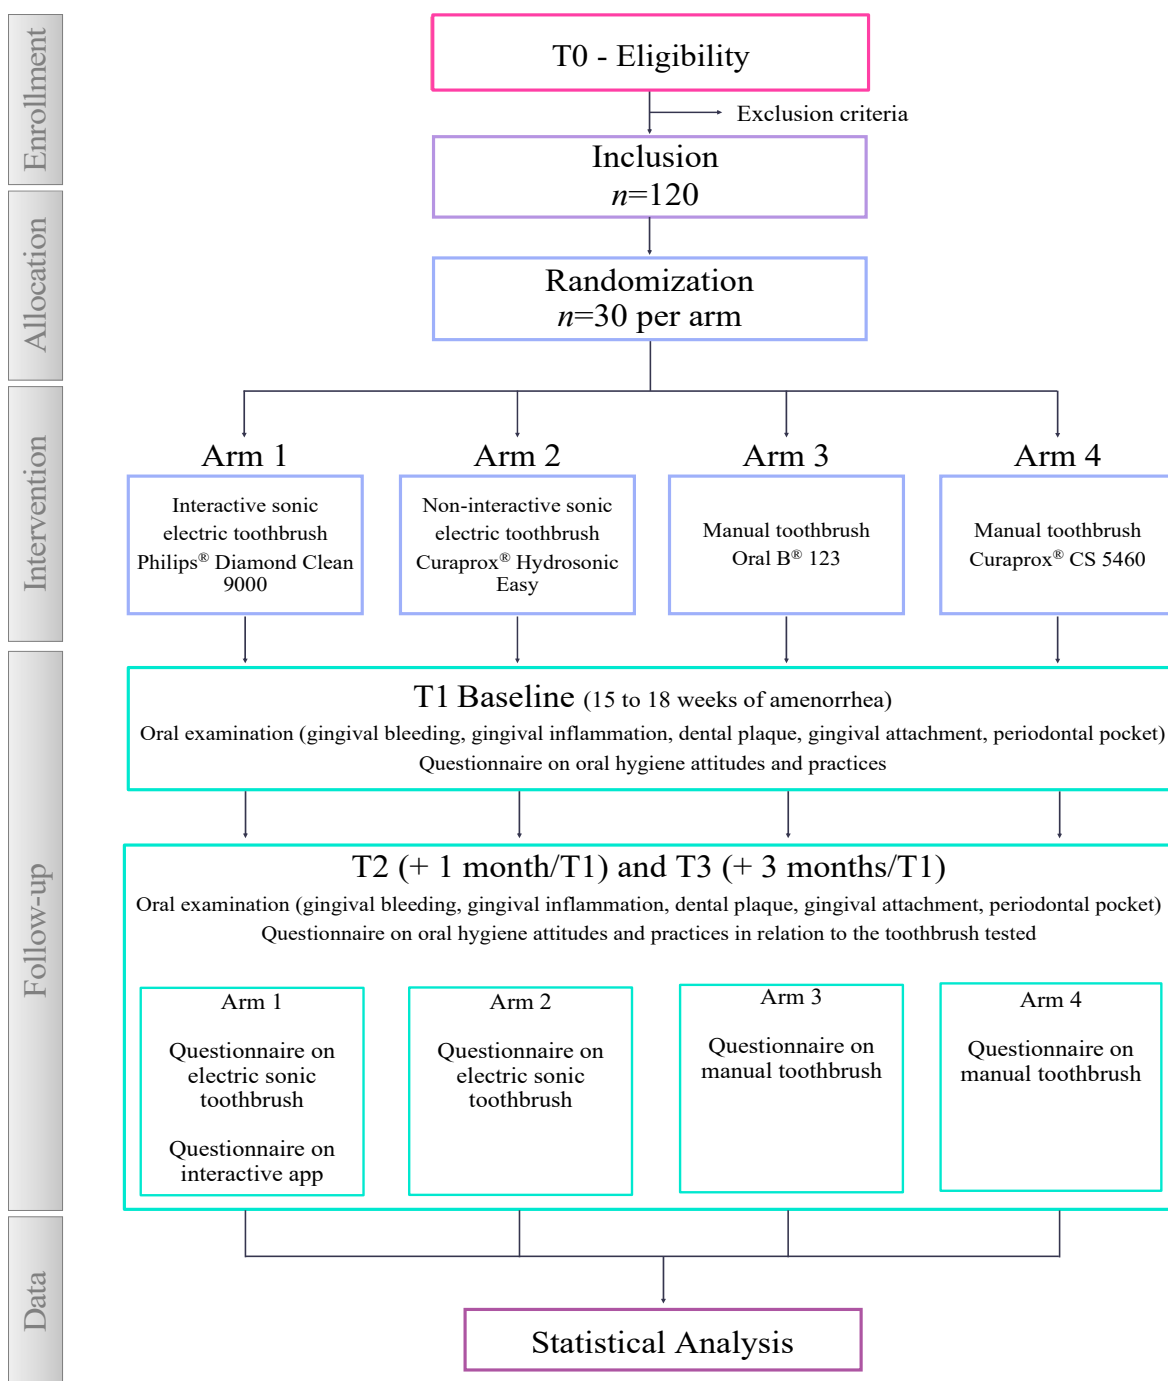 Enrollment
T0 - Eligibility
Exclusion criteria
Inclusion
n=120
Allocation
Randomization
n=30 per arm
Intervention
Arm 1
Interactive sonic
electric toothbrush
Philips® Diamond Clean
9000
Arm 2
Non-interactive sonic
electric toothbrush
Curaprox® Hydrosonic
Easy
Arm 3
Manual toothbrush
Oral B® 123
Arm 4
Manual toothbrush
Curaprox® CS 5460
Follow-up
T1 Baseline (15 to 18 weeks of amenorrhea)
Oral examination (gingival bleeding, gingival inflammation, dental plaque, gingival attachment, periodontal pocket)
Questionnaire on oral hygiene attitudes and practices
T2 (+ 1 month/T1) and T3 (+ 3 months/T1)
Oral examination (gingival bleeding, gingival inflammation, dental plaque, gingival attachment, periodontal pocket)
Questionnaire on oral hygiene attitudes and practices in relation to the toothbrush tested
Arm 1
Questionnaire on
electric sonic
toothbrush
Questionnaire on
interactive app
Arm 2
Questionnaire on
electric sonic
toothbrush
Arm 3
Questionnaire on
manual toothbrush
Arm 4
Questionnaire on
manual toothbrush
Data
Statistical Analysis